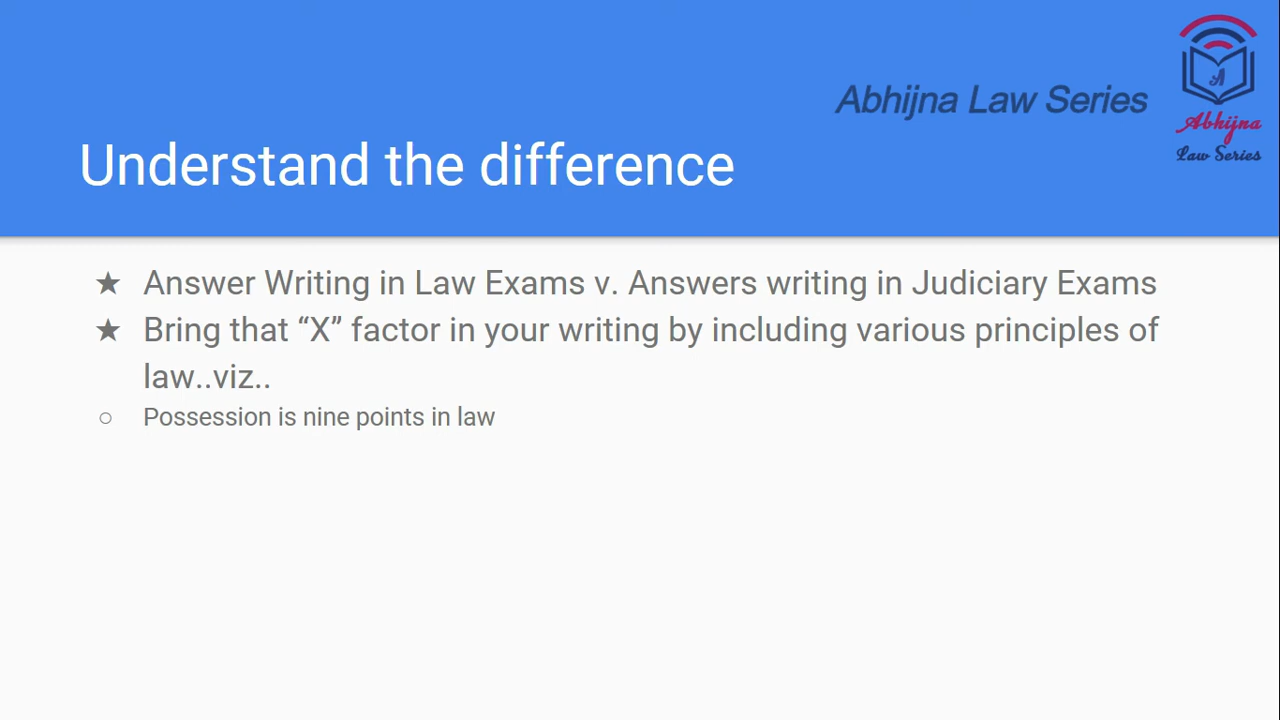 Abhijna Law Series
A
Abhijna
Law Series
Understand the difference
★ Answer Writing in Law Exams v. Answers writing in Judiciary Exams
★ Bring that “X” factor in your writing by including various principles of
law..viz..
○ Possession is nine points in law